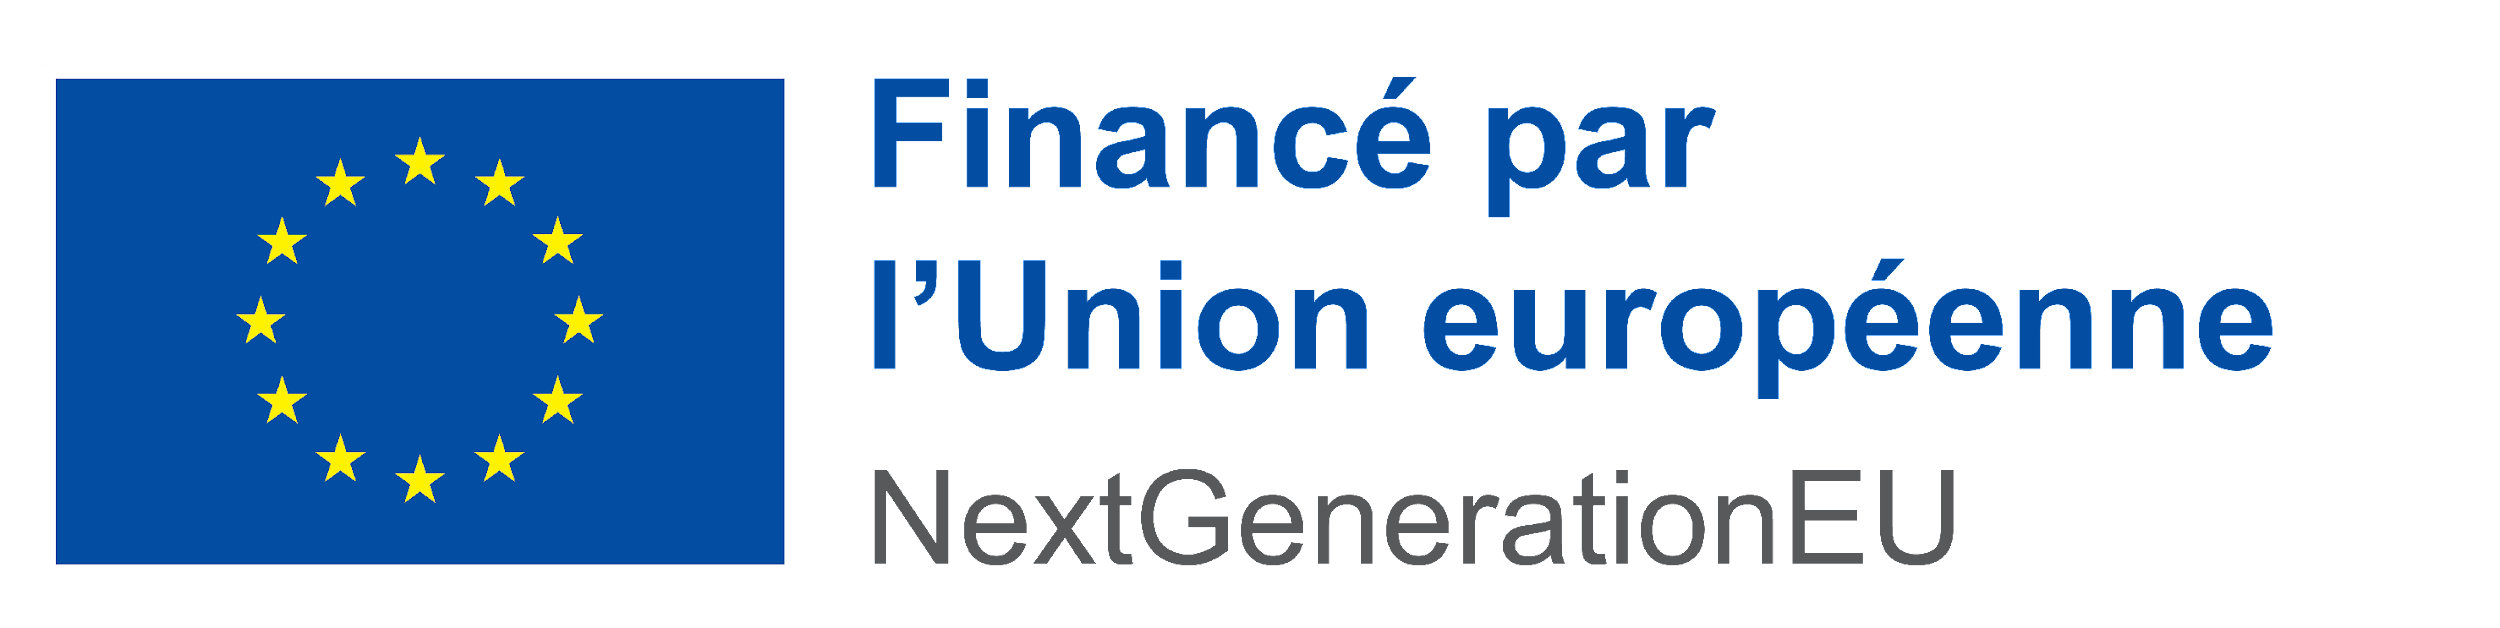 Financé par
l’Union européenne
NextGenerationEU